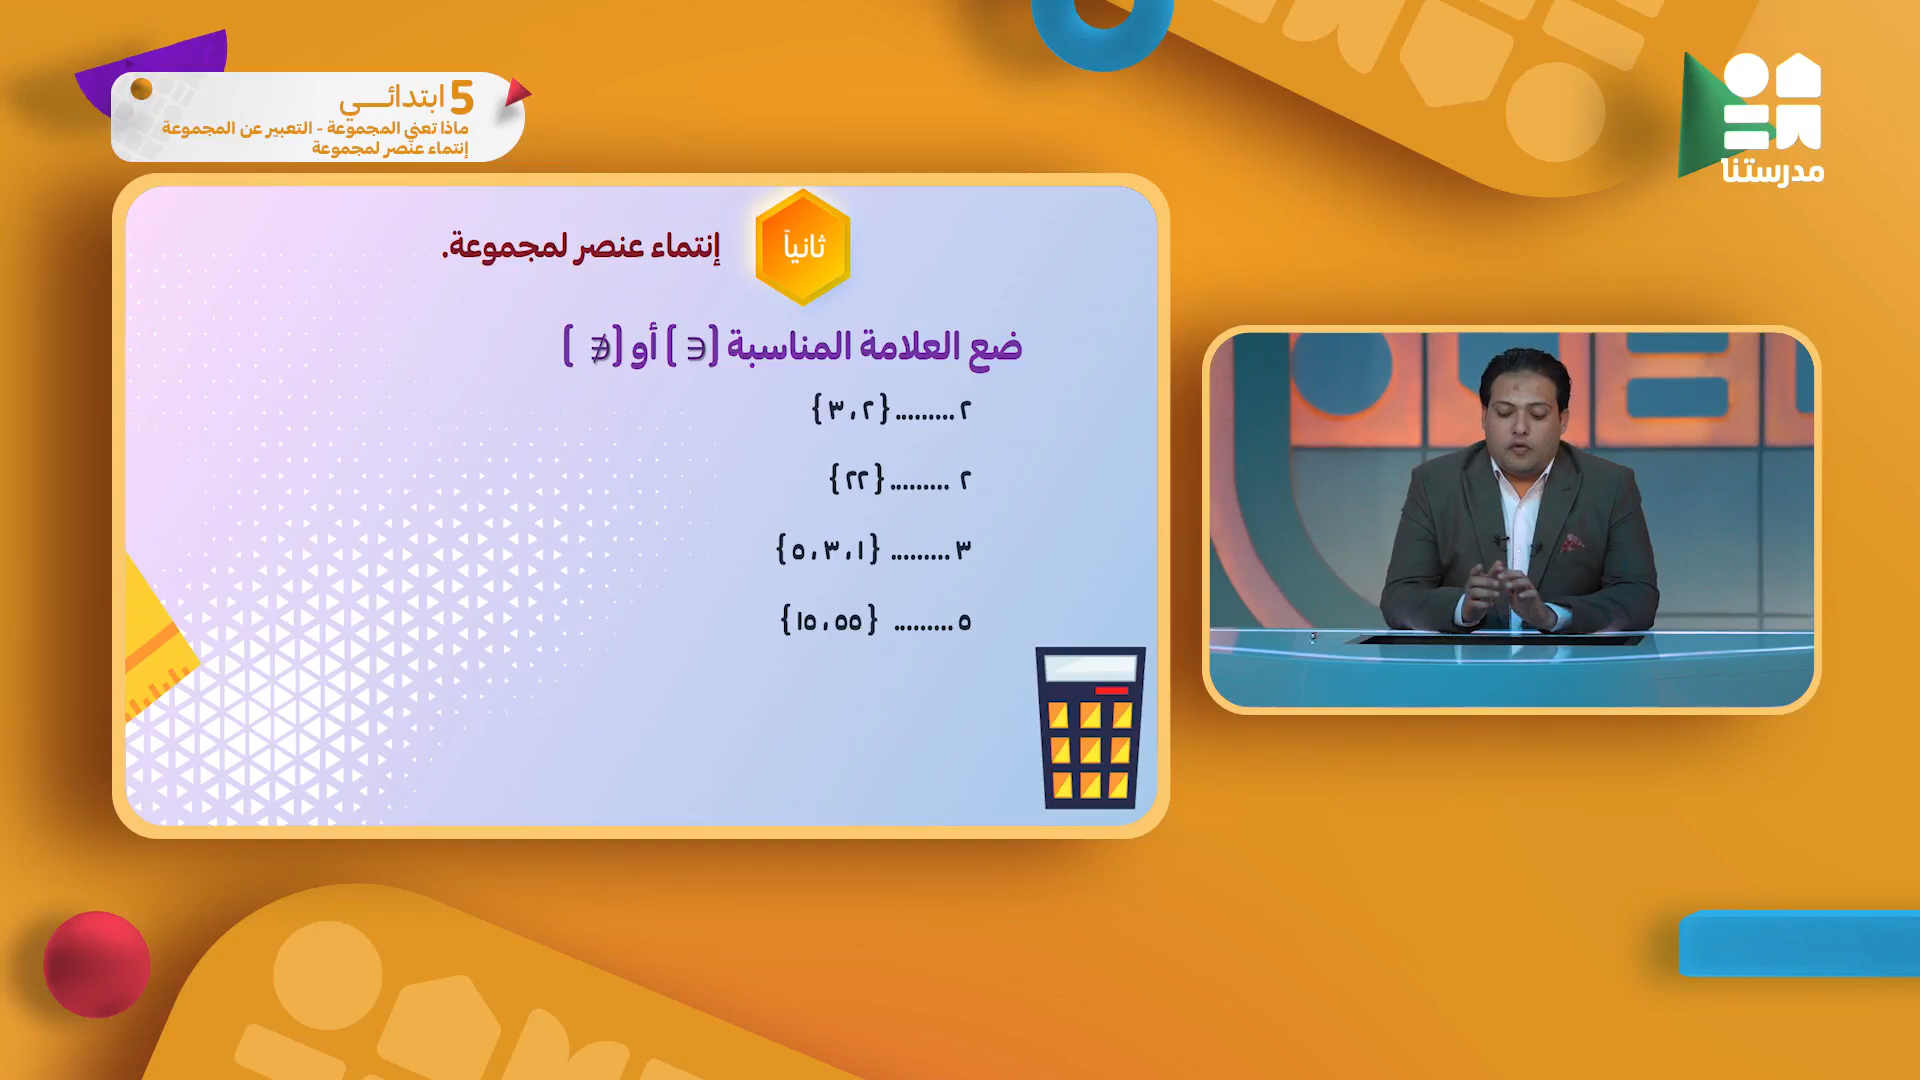 5 ابتدائــــي
ماذا تعني المجموعة - التعبير عن المجموعة
إنتماء عنصر لمجموعة
مدرستنا
ثانياً
إنتماء عنصر لمجموعة.
ضع العلامة المناسبة (∋) أو (∌)
٢ ......... {٢ ، ٣}
٢ ......... {٢٢}
٣ ......... {١ ، ٣ ، ٥}
٥ ......... {٥٥ ، ١٥}